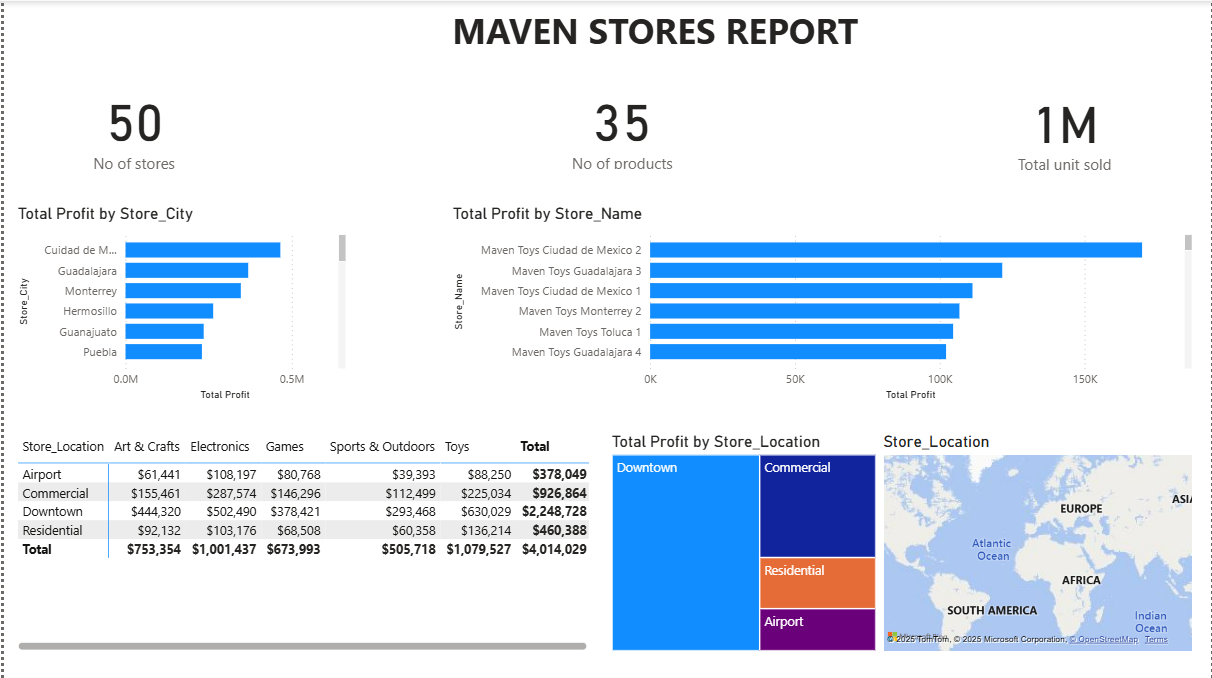 MAVEN STORES REPORT
50
No of stores
35
No of products
1M
Total unit sold
Total Profit by Store_City
Store_City
Cuidad de M...
Guadalajara
Monterrey
Hermosillo
Guanajuato
Puebla
0.0M 0.5M
Total Profit
Total Profit by Store_Name
Store_Name
Maven Toys Ciudad de Mexico 2
Maven Toys Guadalajara 3
Maven Toys Ciudad de Mexico 1
Maven Toys Monterrey 2
Maven Toys Toluca 1
Maven Toys Guadalajara 4
0K 50K 100K 150K
Total Profit
Store_Location Art & Crafts Electronics Games Sports & Outdoors Toys Total
Airport $61,441 $108,197 $80,768 $39,393 $88,250 $378,049
Commercial $155,461 $287,574 $146,296 $112,499 $225,034 $926,864
Downtown $444,320 $502,490 $378,421 $293,468 $630,029 $2,248,728
Residential $92,132 $103,176 $68,508 $60,358 $136,214 $460,388
Total $753,354 $1,001,437 $673,993 $505,718 $1,079,527 $4,014,029
Total Profit by Store_Location
Downtown
Commercial
Residential
Airport
Store_Location
ASIA
EUROPE
Atlantic
Ocean
AFRICA
SOUTH AMERICA
Indian
Ocean
© 2025 TomTom, © 2025 Microsoft Corporation, © OpenStreetMap Terms